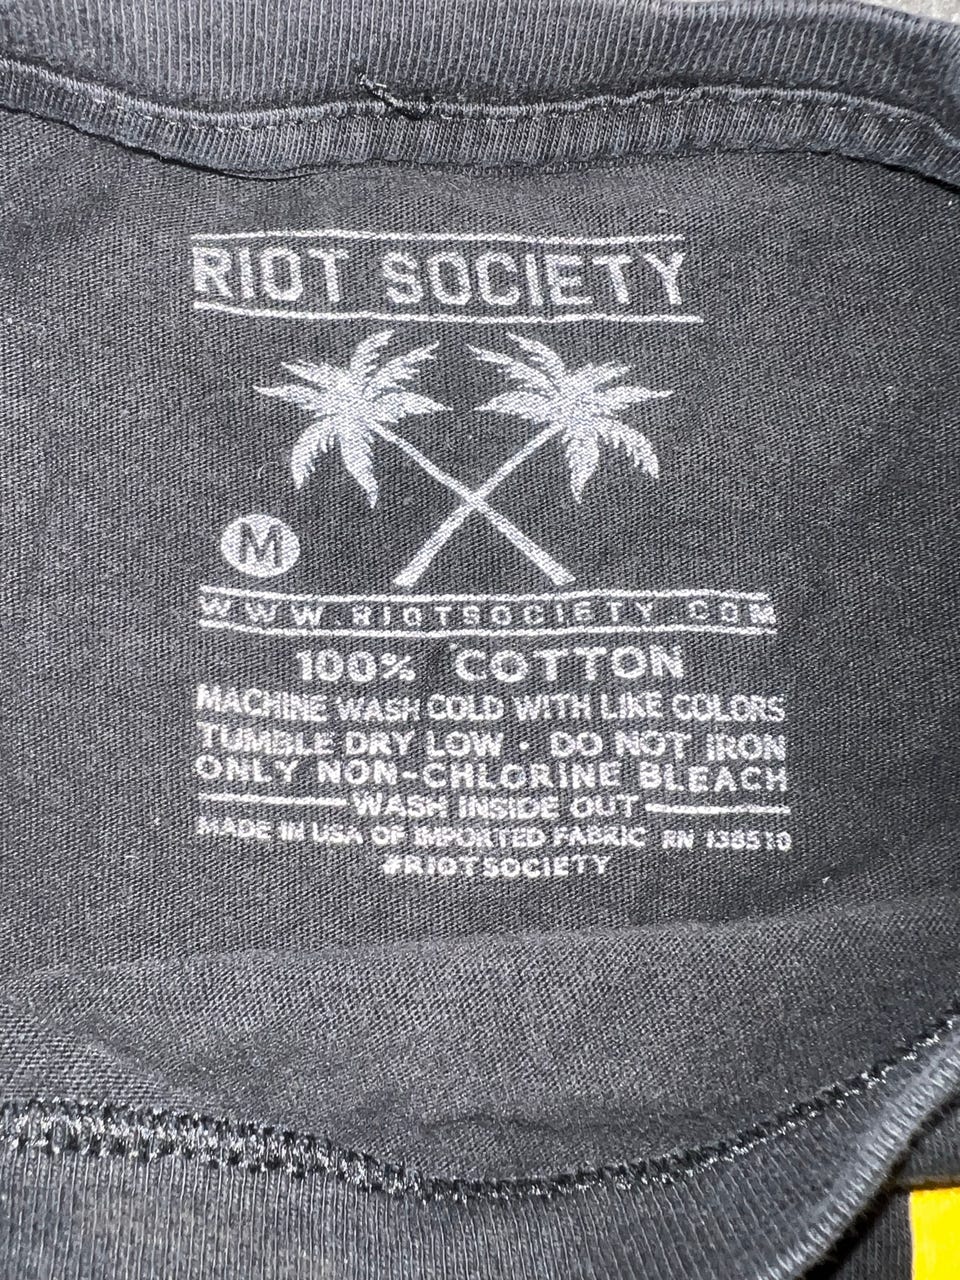 RIOT SOCIETY
M
WWW.RIOTSOCIETY.COM
100% COTTON
MACHINE WASH COLD WITH LIKE COLORS
TUMBLE DRY LOW • DO NOT IRON
ONLY NON-CHLORINE BLEACH
WASH INSIDE OUT
MADE IN USA OF IMPORTED FABRIC RN 138510
#RIOTSOCIETY